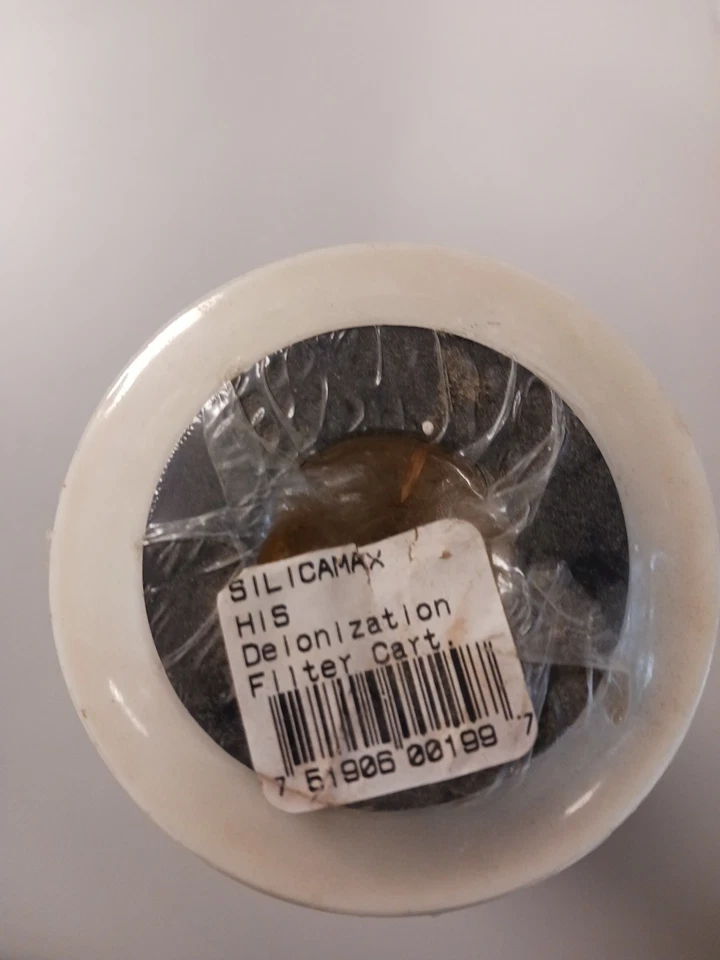 SILICAMAX
HIS
Deionization
Filter Cart.
7 51906 00199 7